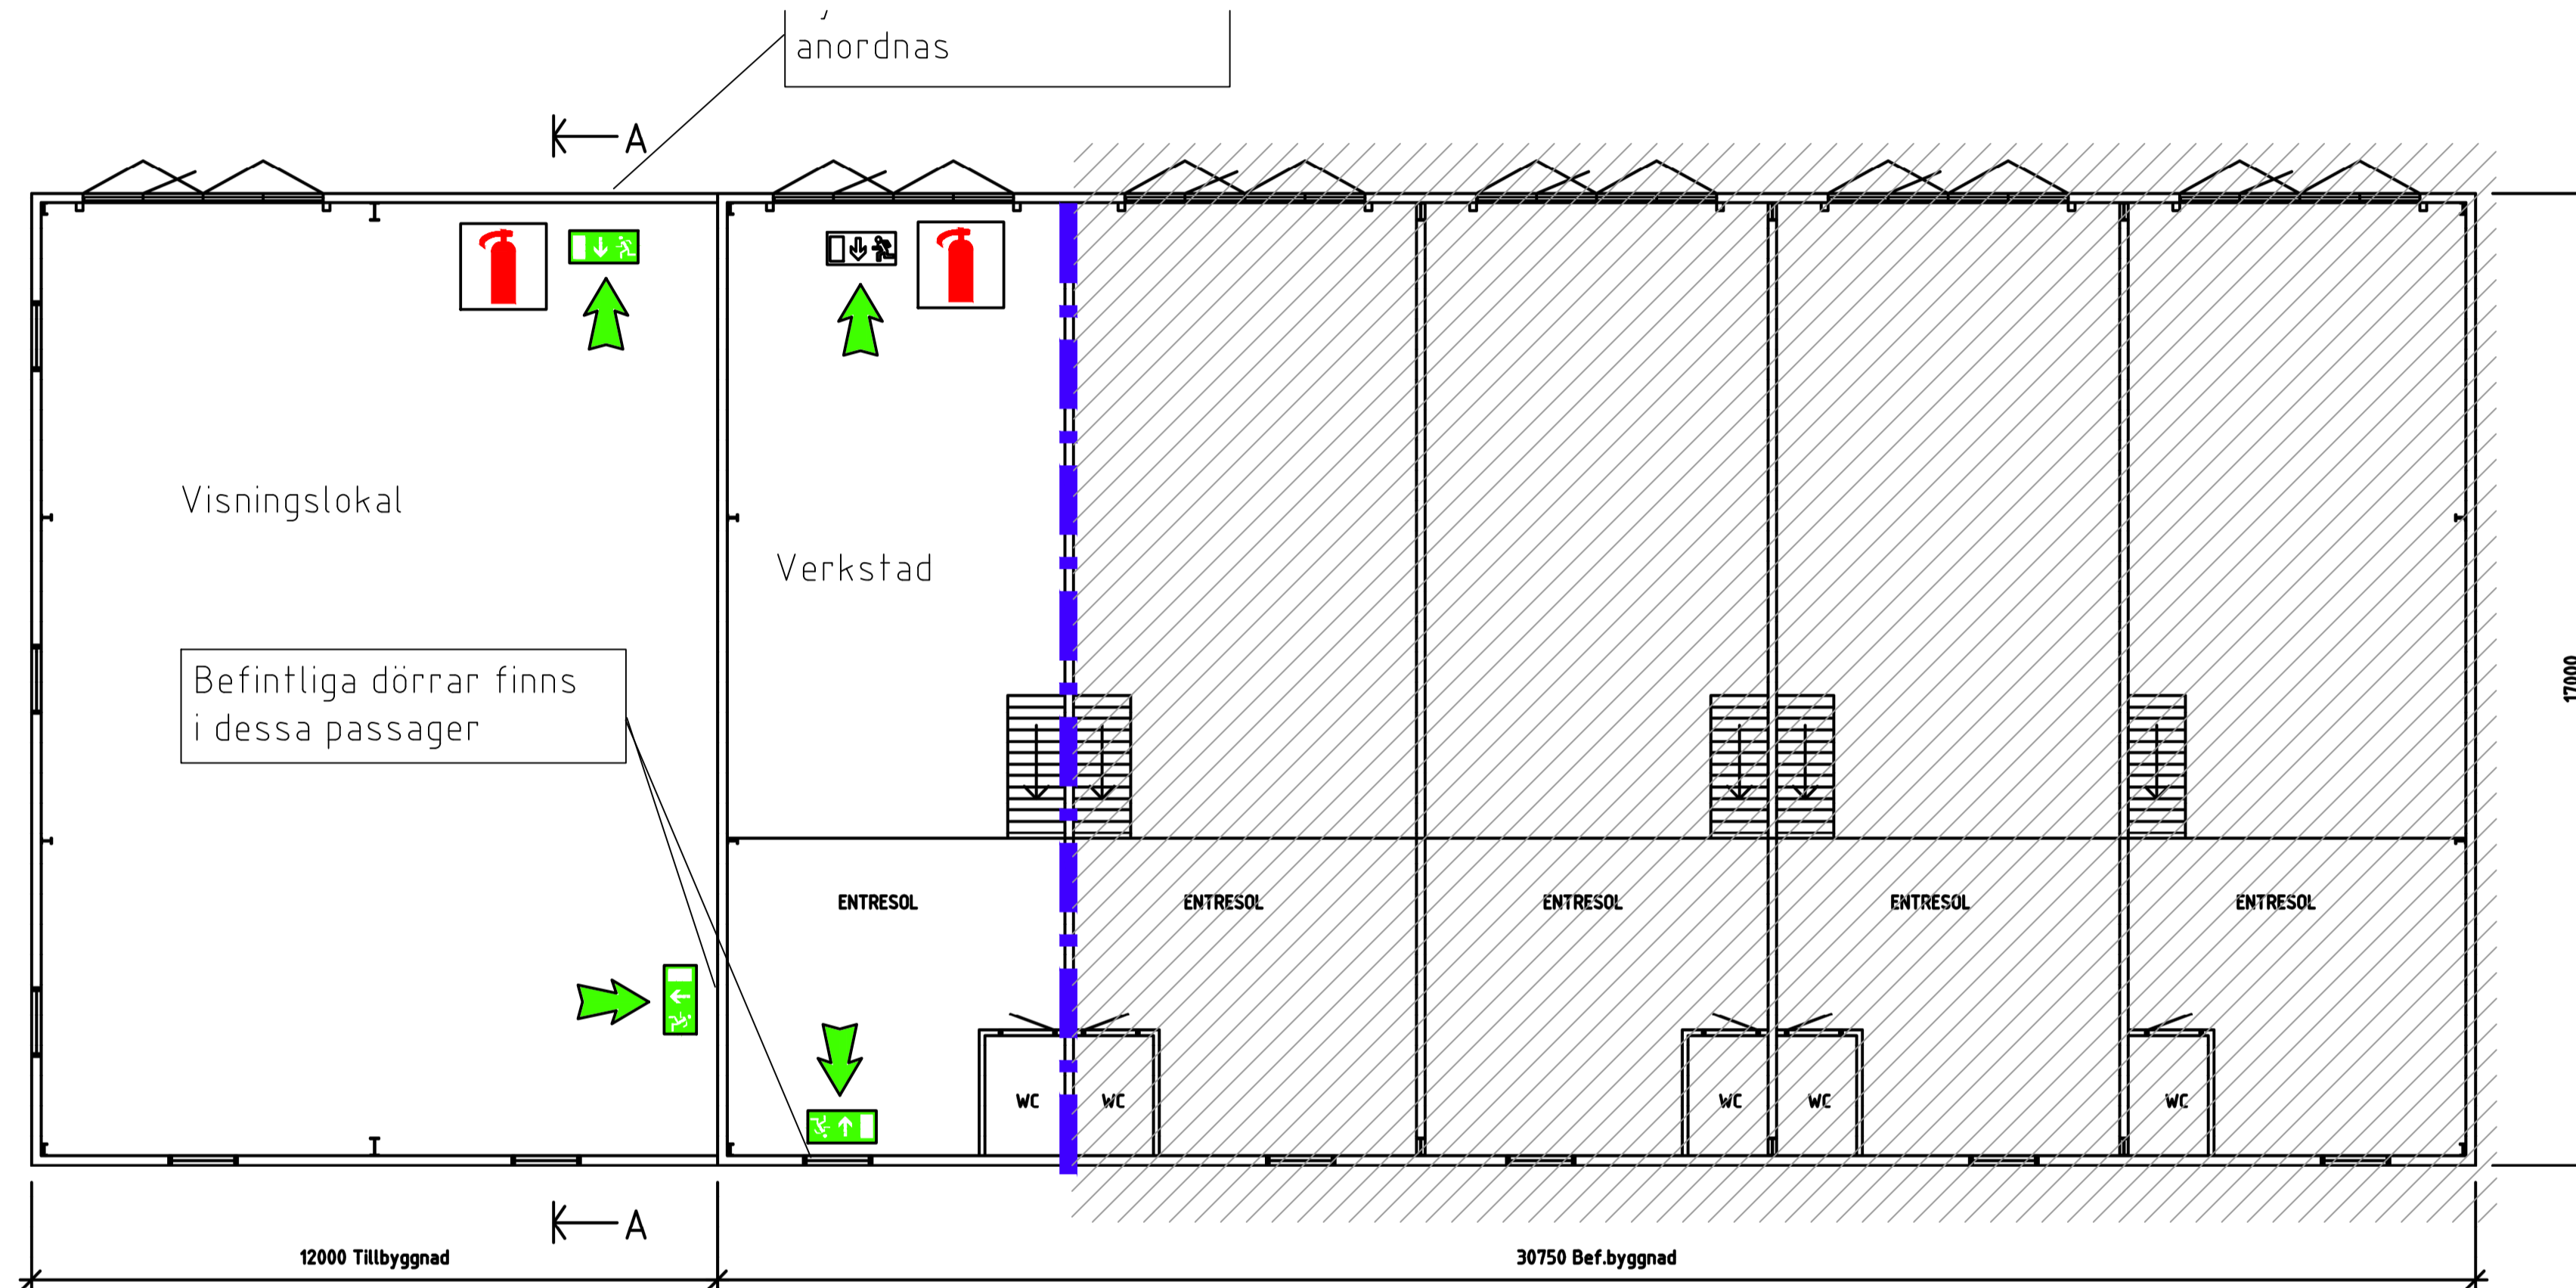 anordnas
A
Visningslokal
Verkstad
Befintliga dörrar finns
i dessa passager
17000
ENTRESOL
ENTRESOL
ENTRESOL
ENTRESOL
ENTRESOL
WC
WC
WC
WC
WC
A
12000 Tillbyggnad
30750 Bef.byggnad